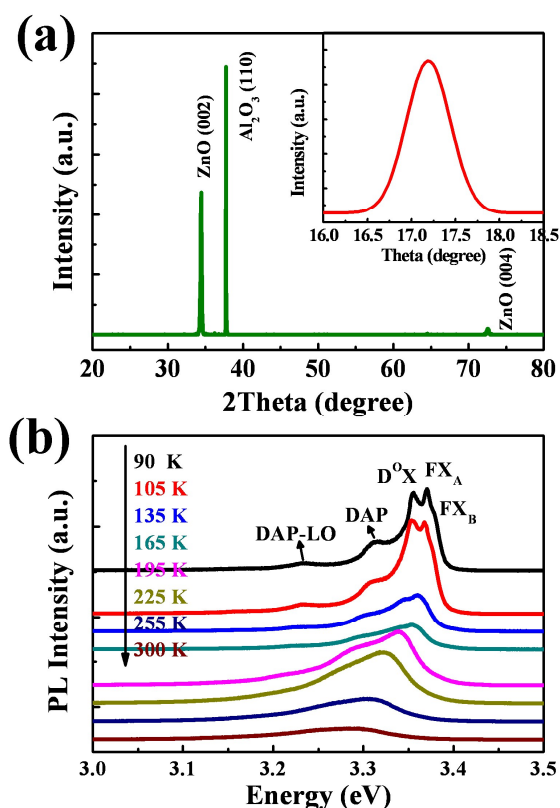 (a)
Intensity (a.u.)
ZnO (002)
Al2O3 (110)
ZnO (004)
20 30 40 50 60 70 80
2Theta (degree)
Intensity (a.u.)
16.0 16.5 17.0 17.5 18.0 18.5
Theta (degree)
(b)
PL Intensity (a.u.)
90 K
105 K
135 K
165 K
195 K
225 K
255 K
300 K
DAP-LO
DAP
D^OX
FX_A
FX_B
3.0 3.1 3.2 3.3 3.4 3.5
Energy (eV)